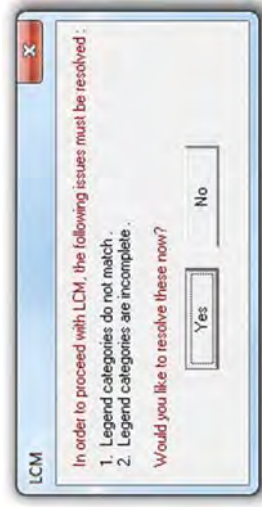 LCM
In order to proceed with LCM, the following issues must be resolved :
1. Legend categories do not match .
2. Legend categories are incomplete .
Would you like to resolve these now?
Yes
No